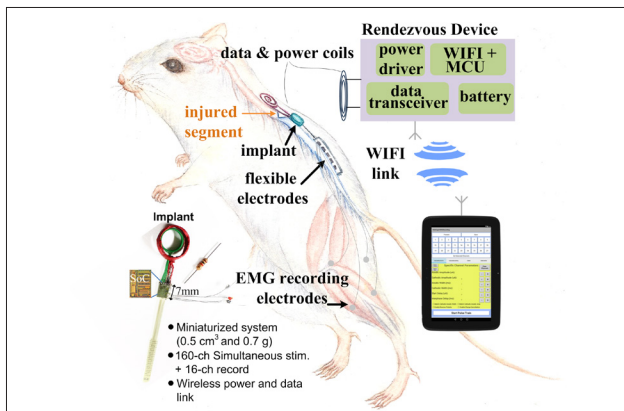 Rendezvous Device
data & power coils
power
driver
WIFI +
MCU
data
transceiver
battery
injured
segment
implant
flexible
electrodes
WIFI
link
Implant
SoC
7mm
EMG recording
electrodes
● Miniaturized system
(0.5 cm³ and 0.7 g)
● 160-ch Simultaneous stim.
+ 16-ch record
● Wireless power and data
link